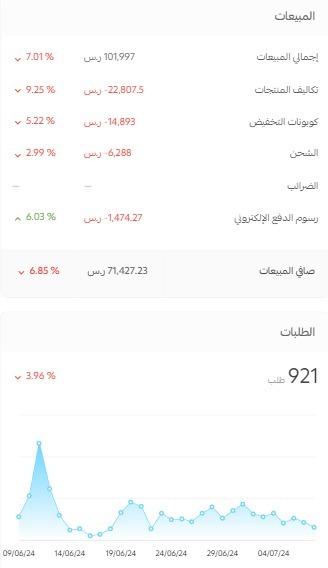 المبيعات
إجمالي المبيعات 101,997 ر.س 7.01 %
تكاليف المنتجات -22,807.5 ر.س 9.25 %
كوبونات التخفيض -14,893 ر.س 5.22 %
الشحن -6,288 ر.س 2.99 %
الضرائب – –
رسوم الدفع الإلكتروني -1,474.27 ر.س 6.03 %
صافي المبيعات 71,427.23 ر.س 6.85 %
الطلبات
921 طلب 3.96 %
09/06/24 14/06/24 19/06/24 24/06/24 29/06/24 04/07/24